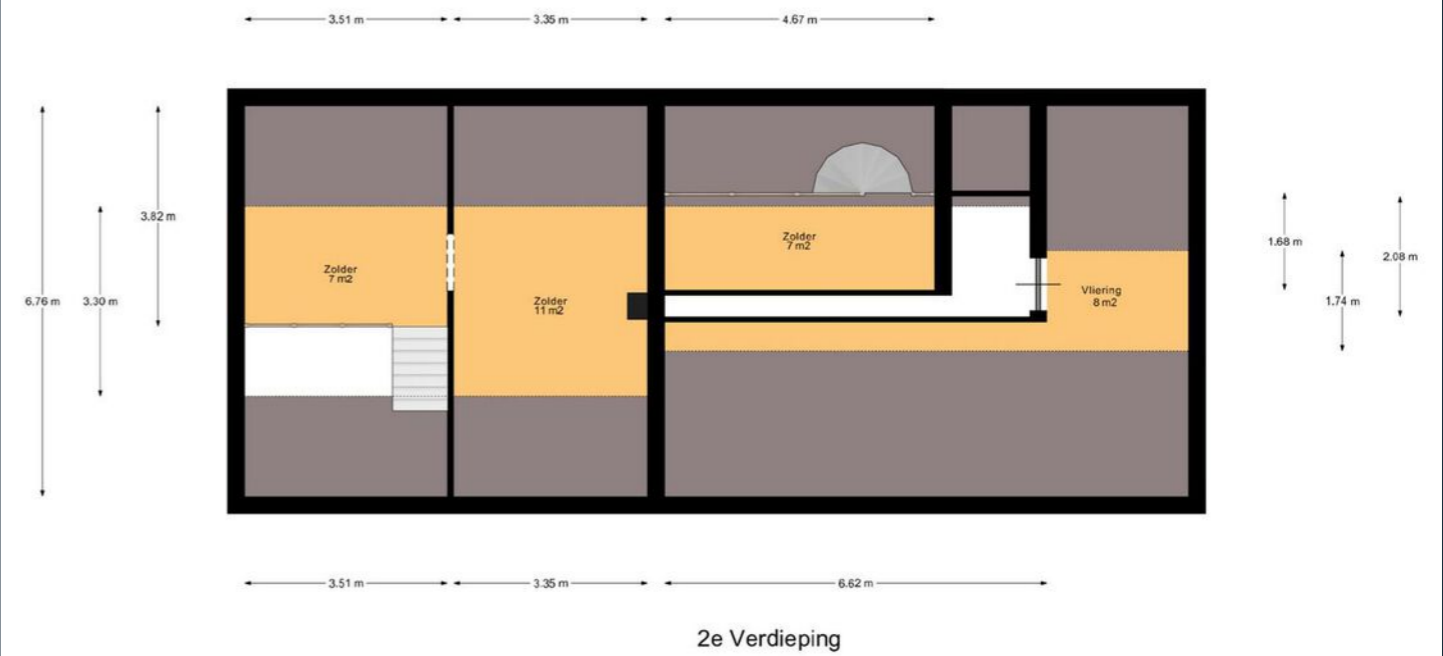 3.51 m
3.35 m
4.67 m
3.82 m
6.76 m
3.30 m
Zolder
7 m2
Zolder
11 m2
Zolder
7 m2
Vliering
8 m2
1.68 m
2.08 m
1.74 m
3.51 m
3.35 m
6.62 m
2e Verdieping